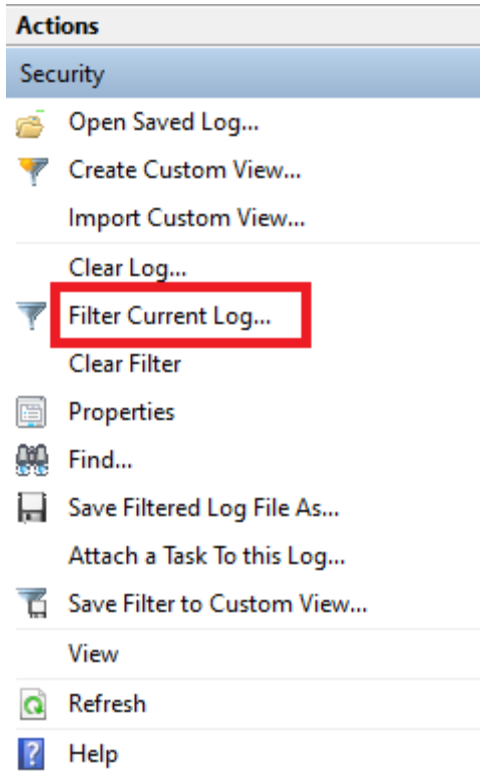 Actions
Security
Open Saved Log...
Create Custom View...
Import Custom View...
Clear Log...
Filter Current Log...
Clear Filter
Properties
Find...
Save Filtered Log File As...
Attach a Task To this Log...
Save Filter to Custom View...
View
Refresh
Help